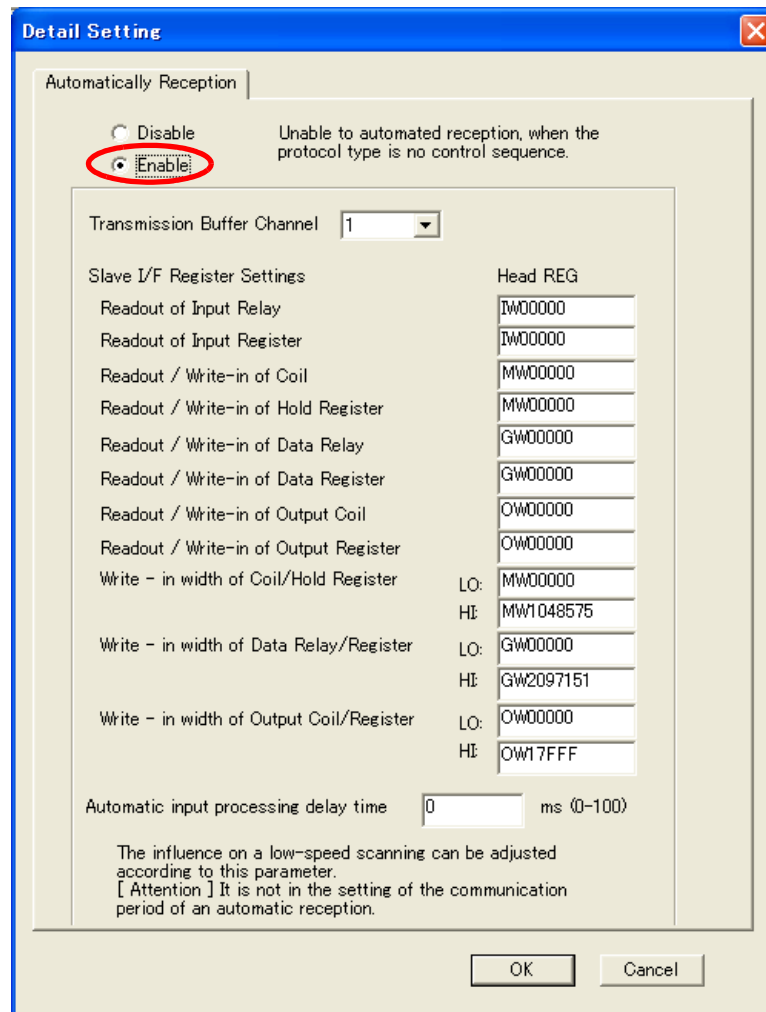 Detail Setting
Automatically Reception
Disable
Unable to automated reception, when the
protocol type is no control sequence.
Enable
Transmission Buffer Channel 1
Slave I/F Register Settings Head REG
Readout of Input Relay IW00000
Readout of Input Register IW00000
Readout / Write-in of Coil MW00000
Readout / Write-in of Hold Register MW00000
Readout / Write-in of Data Relay GW00000
Readout / Write-in of Data Register GW00000
Readout / Write-in of Output Coil OW00000
Readout / Write-in of Output Register OW00000
Write - in width of Coil/Hold Register LO: MW00000
HI: MW1048575
Write - in width of Data Relay/Register LO: GW00000
HI: GW2097151
Write - in width of Output Coil/Register LO: OW00000
HI: OW17FFF
Automatic input processing delay time 0 ms (0-100)
The influence on a low-speed scanning can be adjusted
according to this parameter.
[ Attention ] It is not in the setting of the communication
period of an automatic reception.
OK Cancel